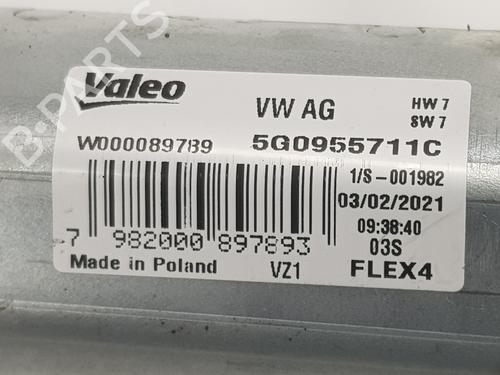 B-PARTS
Valeo
VW AG
HW 7
SW 7
W000089789
5G0955711C
1/S-001982
03/02/2021
09:38:40
03S
7 982000 897893
Made in Poland
VZ1
FLEX4